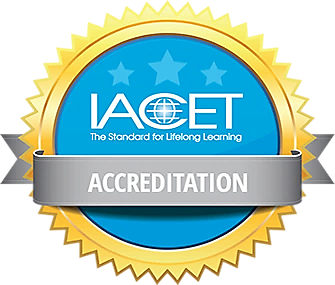 IACET
The Standard for Lifelong Learning
ACCREDITATION